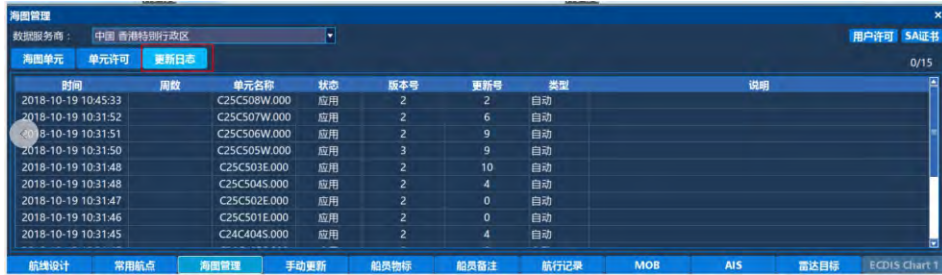 海图管理 ×
数据服务商： 中国 香港特别行政区 用户许可 SA证书
海图单元 单元许可 更新日志 0/15
时间 周数 单元名称 状态 版本号 更新号 类型 说明
2018-10-19 10:45:33 C25C508W.000 应用 2 2 自动
2018-10-19 10:31:52 C25C507W.000 应用 2 6 自动
2018-10-19 10:31:51 C25C506W.000 应用 2 9 自动
2018-10-19 10:31:50 C25C505W.000 应用 3 9 自动
2018-10-19 10:31:48 C25C503E.000 应用 2 10 自动
2018-10-19 10:31:48 C25C504S.000 应用 2 4 自动
2018-10-19 10:31:47 C25C502E.000 应用 2 0 自动
2018-10-19 10:31:46 C25C501E.000 应用 2 0 自动
2018-10-19 10:31:45 C24C404S.000 应用 2 4 自动
航线设计 常用航点 海图管理 手动更新 船员物标 船员备注 航行记录 MOB AIS 雷达目标 ECDIS Chart 1